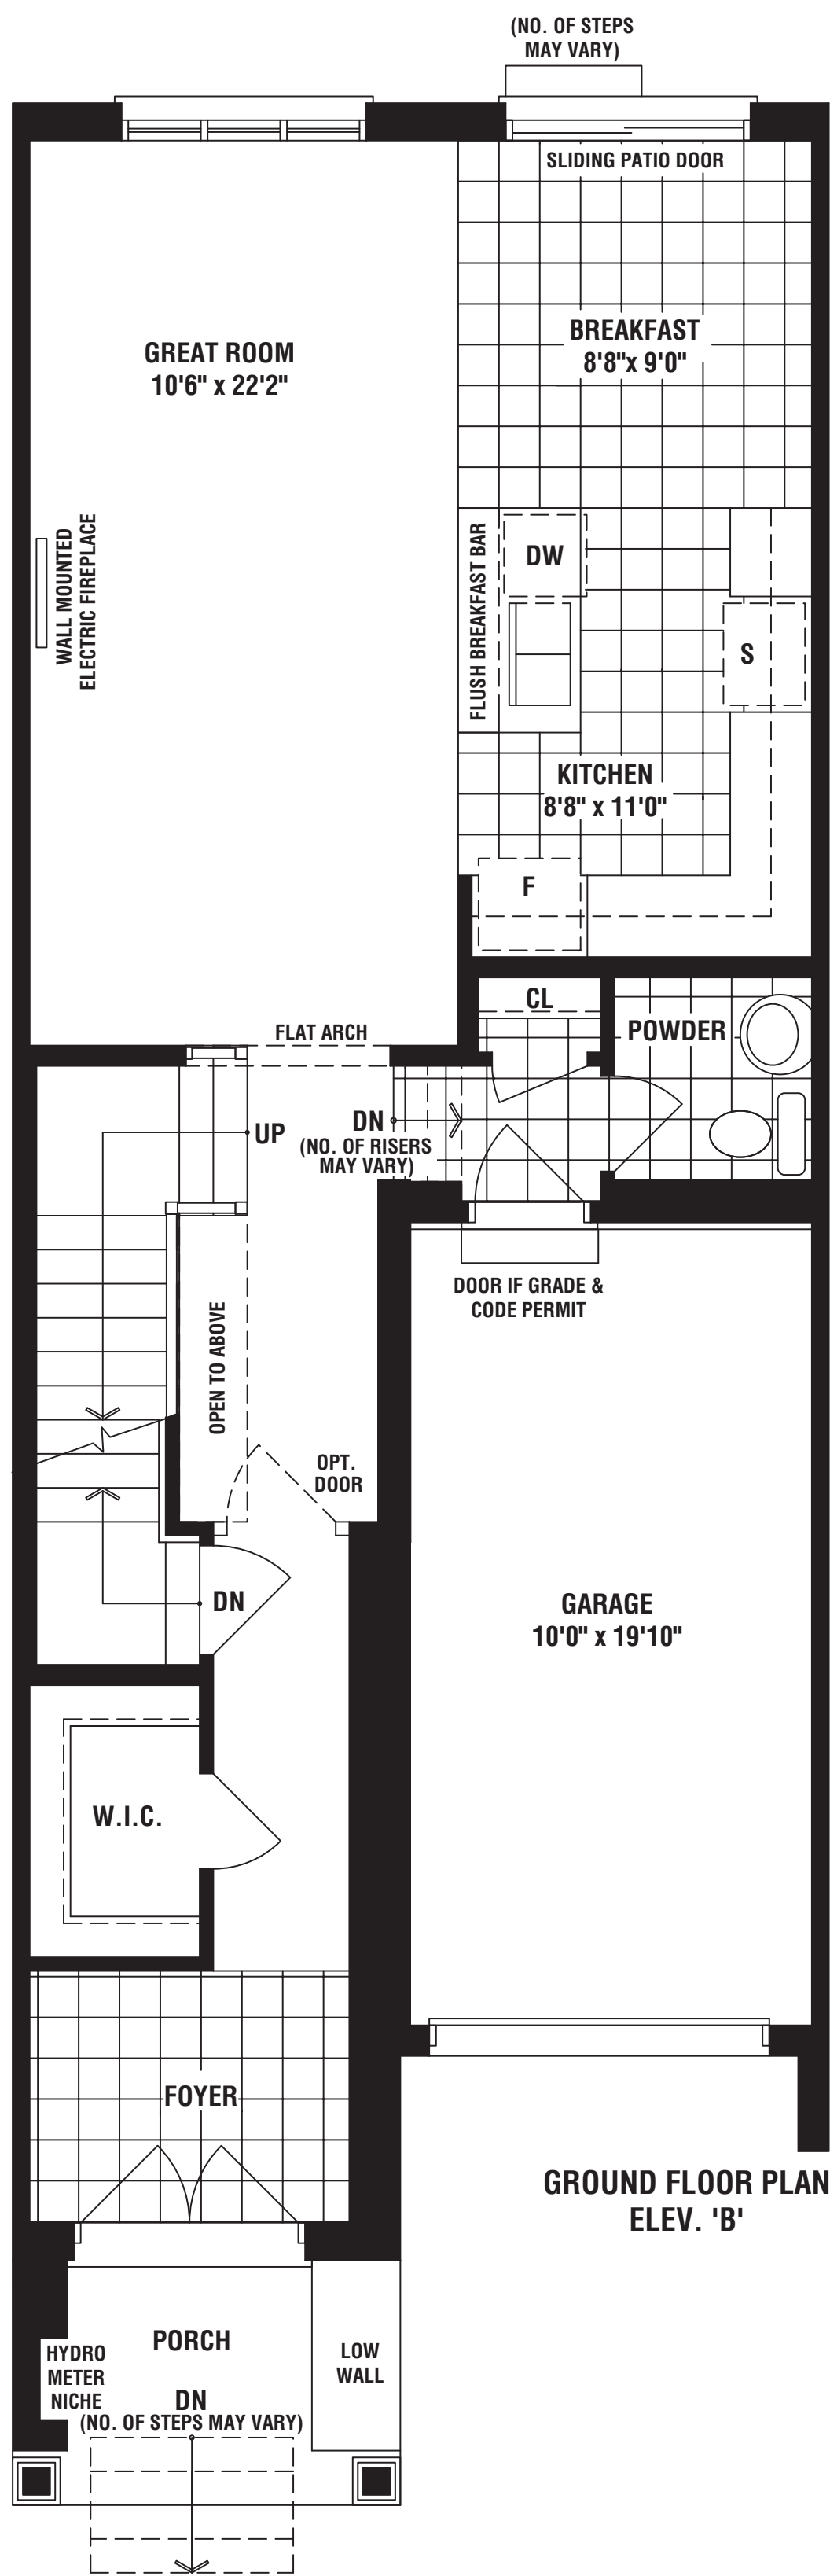 (NO. OF STEPS
MAY VARY)
SLIDING PATIO DOOR
GREAT ROOM
10'6" x 22'2"
BREAKFAST
8'8"x 9'0"
WALL MOUNTED
ELECTRIC FIREPLACE
FLUSH BREAKFAST BAR
DW
S
KITCHEN
8'8" x 11'0"
F
CL
POWDER
FLAT ARCH
UP
DN
(NO. OF RISERS
MAY VARY)
DOOR IF GRADE &
CODE PERMIT
OPEN TO ABOVE
OPT.
DOOR
DN
GARAGE
10'0" x 19'10"
W.I.C.
FOYER
GROUND FLOOR PLAN
ELEV. 'B'
PORCH
HYDRO
METER
NICHE
LOW
WALL
DN
(NO. OF STEPS MAY VARY)